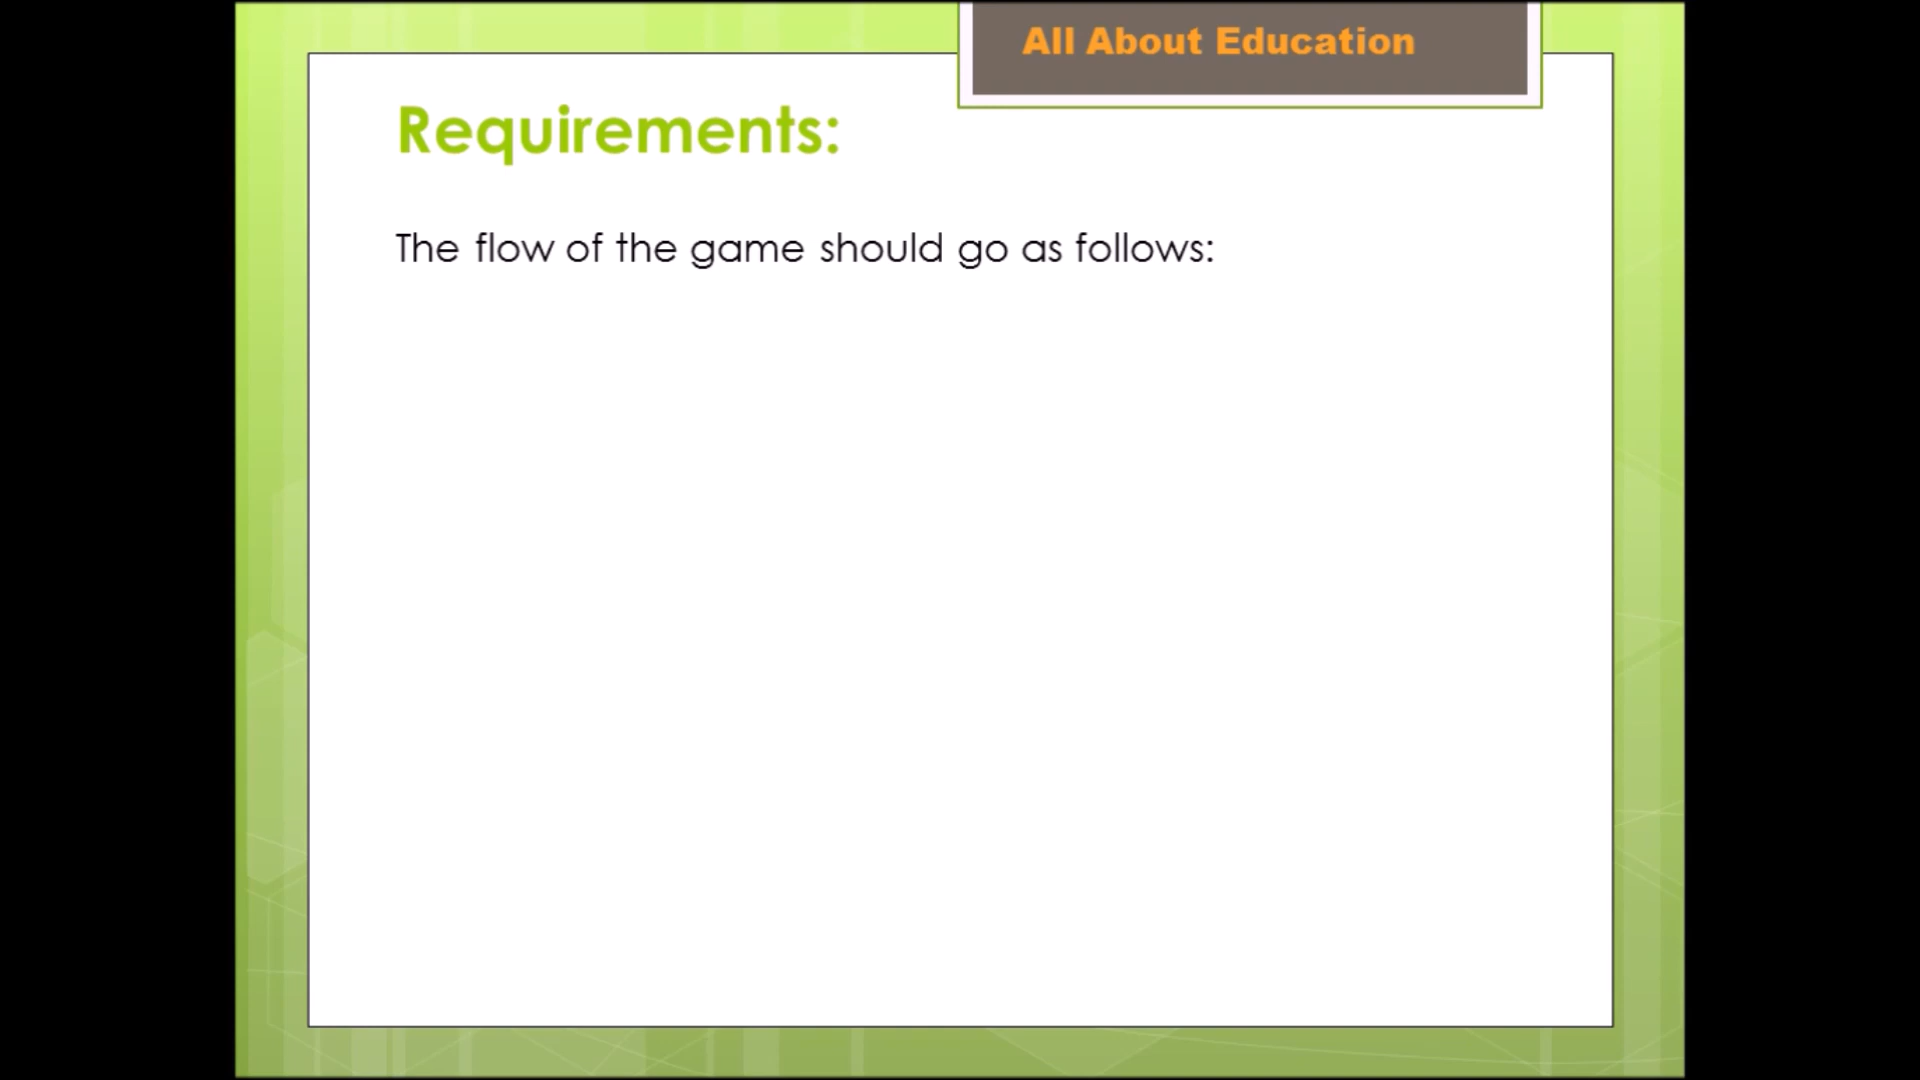 All About Education
Requirements:
The flow of the game should go as follows: